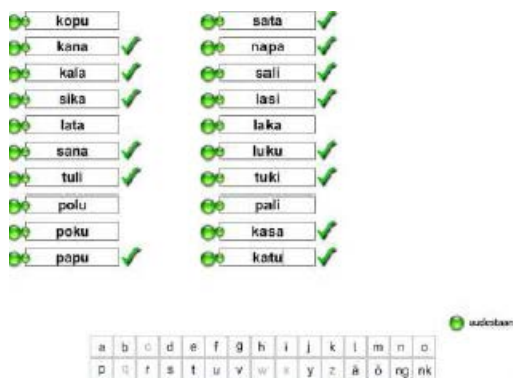 kopu
kana
kala
sika
lata
sana
tuli
polu
poku
papu
sata
napa
sali
lasi
laka
luku
tuki
pali
kasa
katu
uudestaan
a b c d e f g h i j k l m n o
p q r s t u v w x y z ä ö ng nk